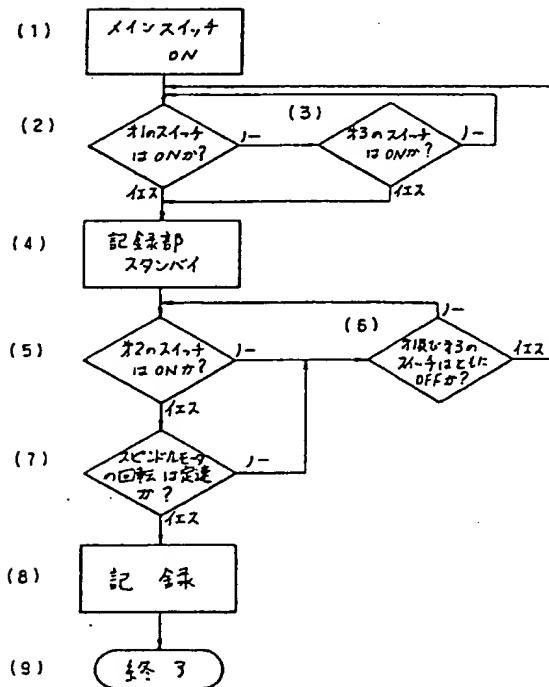 (1)
メインスイッチ
ON
(2)
才1のスイッチ
はONか?
ノー
イエス
(3)
才3のスイッチ
はONか?
ノー
イエス
(4)
記録部
スタンバイ
(5)
才2のスイッチ
はONか?
ノー
イエス
(6)
才1及び才3の
スイッチはともに
OFFか?
ノー
イエス
(7)
スピンドルモータ
の回転は定速
か?
ノー
イエス
(8)
記録
(9)
終了